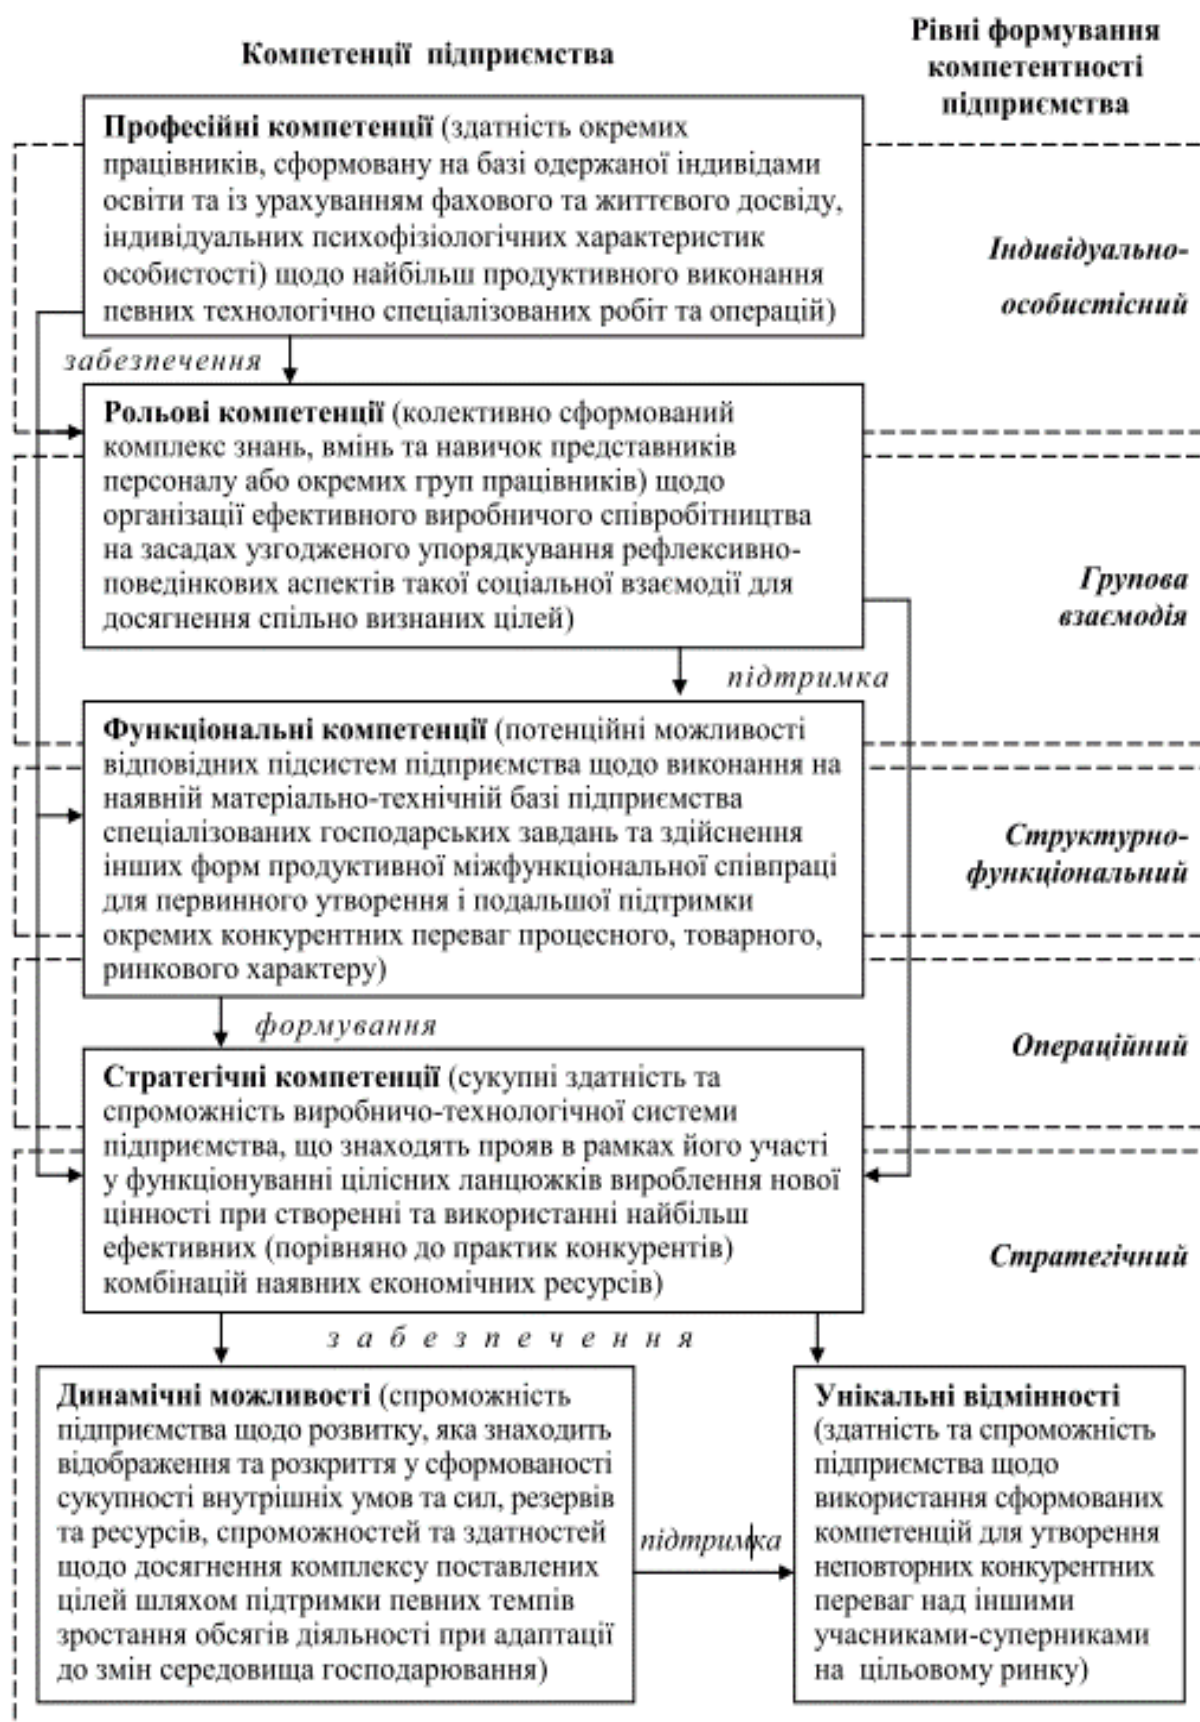 Компетенції підприємства
Рівні формування
компетентності
підприємства
Професійні компетенції (здатність окремих
працівників, сформовану на базі одержаної індивідами
освіти та із урахуванням фахового та життєвого досвіду,
індивідуальних психофізіологічних характеристик
особистості) щодо найбільш продуктивного виконання
певних технологічно спеціалізованих робіт та операцій)
Індивідуально-
особистісний
забезпечення
Рольові компетенції (колективно сформований
комплекс знань, вмінь та навичок представників
персоналу або окремих груп працівників) щодо
організації ефективного виробничого співробітництва
на засадах узгодженого упорядкування рефлексивно-
поведінкових аспектів такої соціальної взаємодії для
досягнення спільно визнаних цілей)
Групова
взаємодія
підтримка
Функціональні компетенції (потенційні можливості
відповідних підсистем підприємства щодо виконання на
наявній матеріально-технічній базі підприємства
спеціалізованих господарських завдань та здійснення
інших форм продуктивної міжфункціональної співпраці
для первинного утворення і подальшої підтримки
окремих конкурентних переваг процесного, товарного,
ринкового характеру)
Структурно-
функціональний
формування
Операційний
Стратегічні компетенції (сукупні здатність та
спроможність виробничо-технологічної системи
підприємства, що знаходять прояв в рамках його участі
у функціонуванні цілісних ланцюжків вироблення нової
цінності при створенні та використанні найбільш
ефективних (порівняно до практик конкурентів)
комбінацій наявних економічних ресурсів)
Стратегічний
забезпечення
Динамічні можливості (спроможність
підприємства щодо розвитку, яка знаходить
відображення та розкриття у сформованості
сукупності внутрішніх умов та сил, резервів
та ресурсів, спроможностей та здатностей
щодо досягнення комплексу поставлених
цілей шляхом підтримки певних темпів
зростання обсягів діяльності при адаптації
до змін середовища господарювання)
підтримка
Унікальні відмінності
(здатність та спроможність
підприємства щодо
використання сформованих
компетенцій для утворення
неповторних конкурентних
переваг над іншими
учасниками-суперниками
на цільовому ринку)